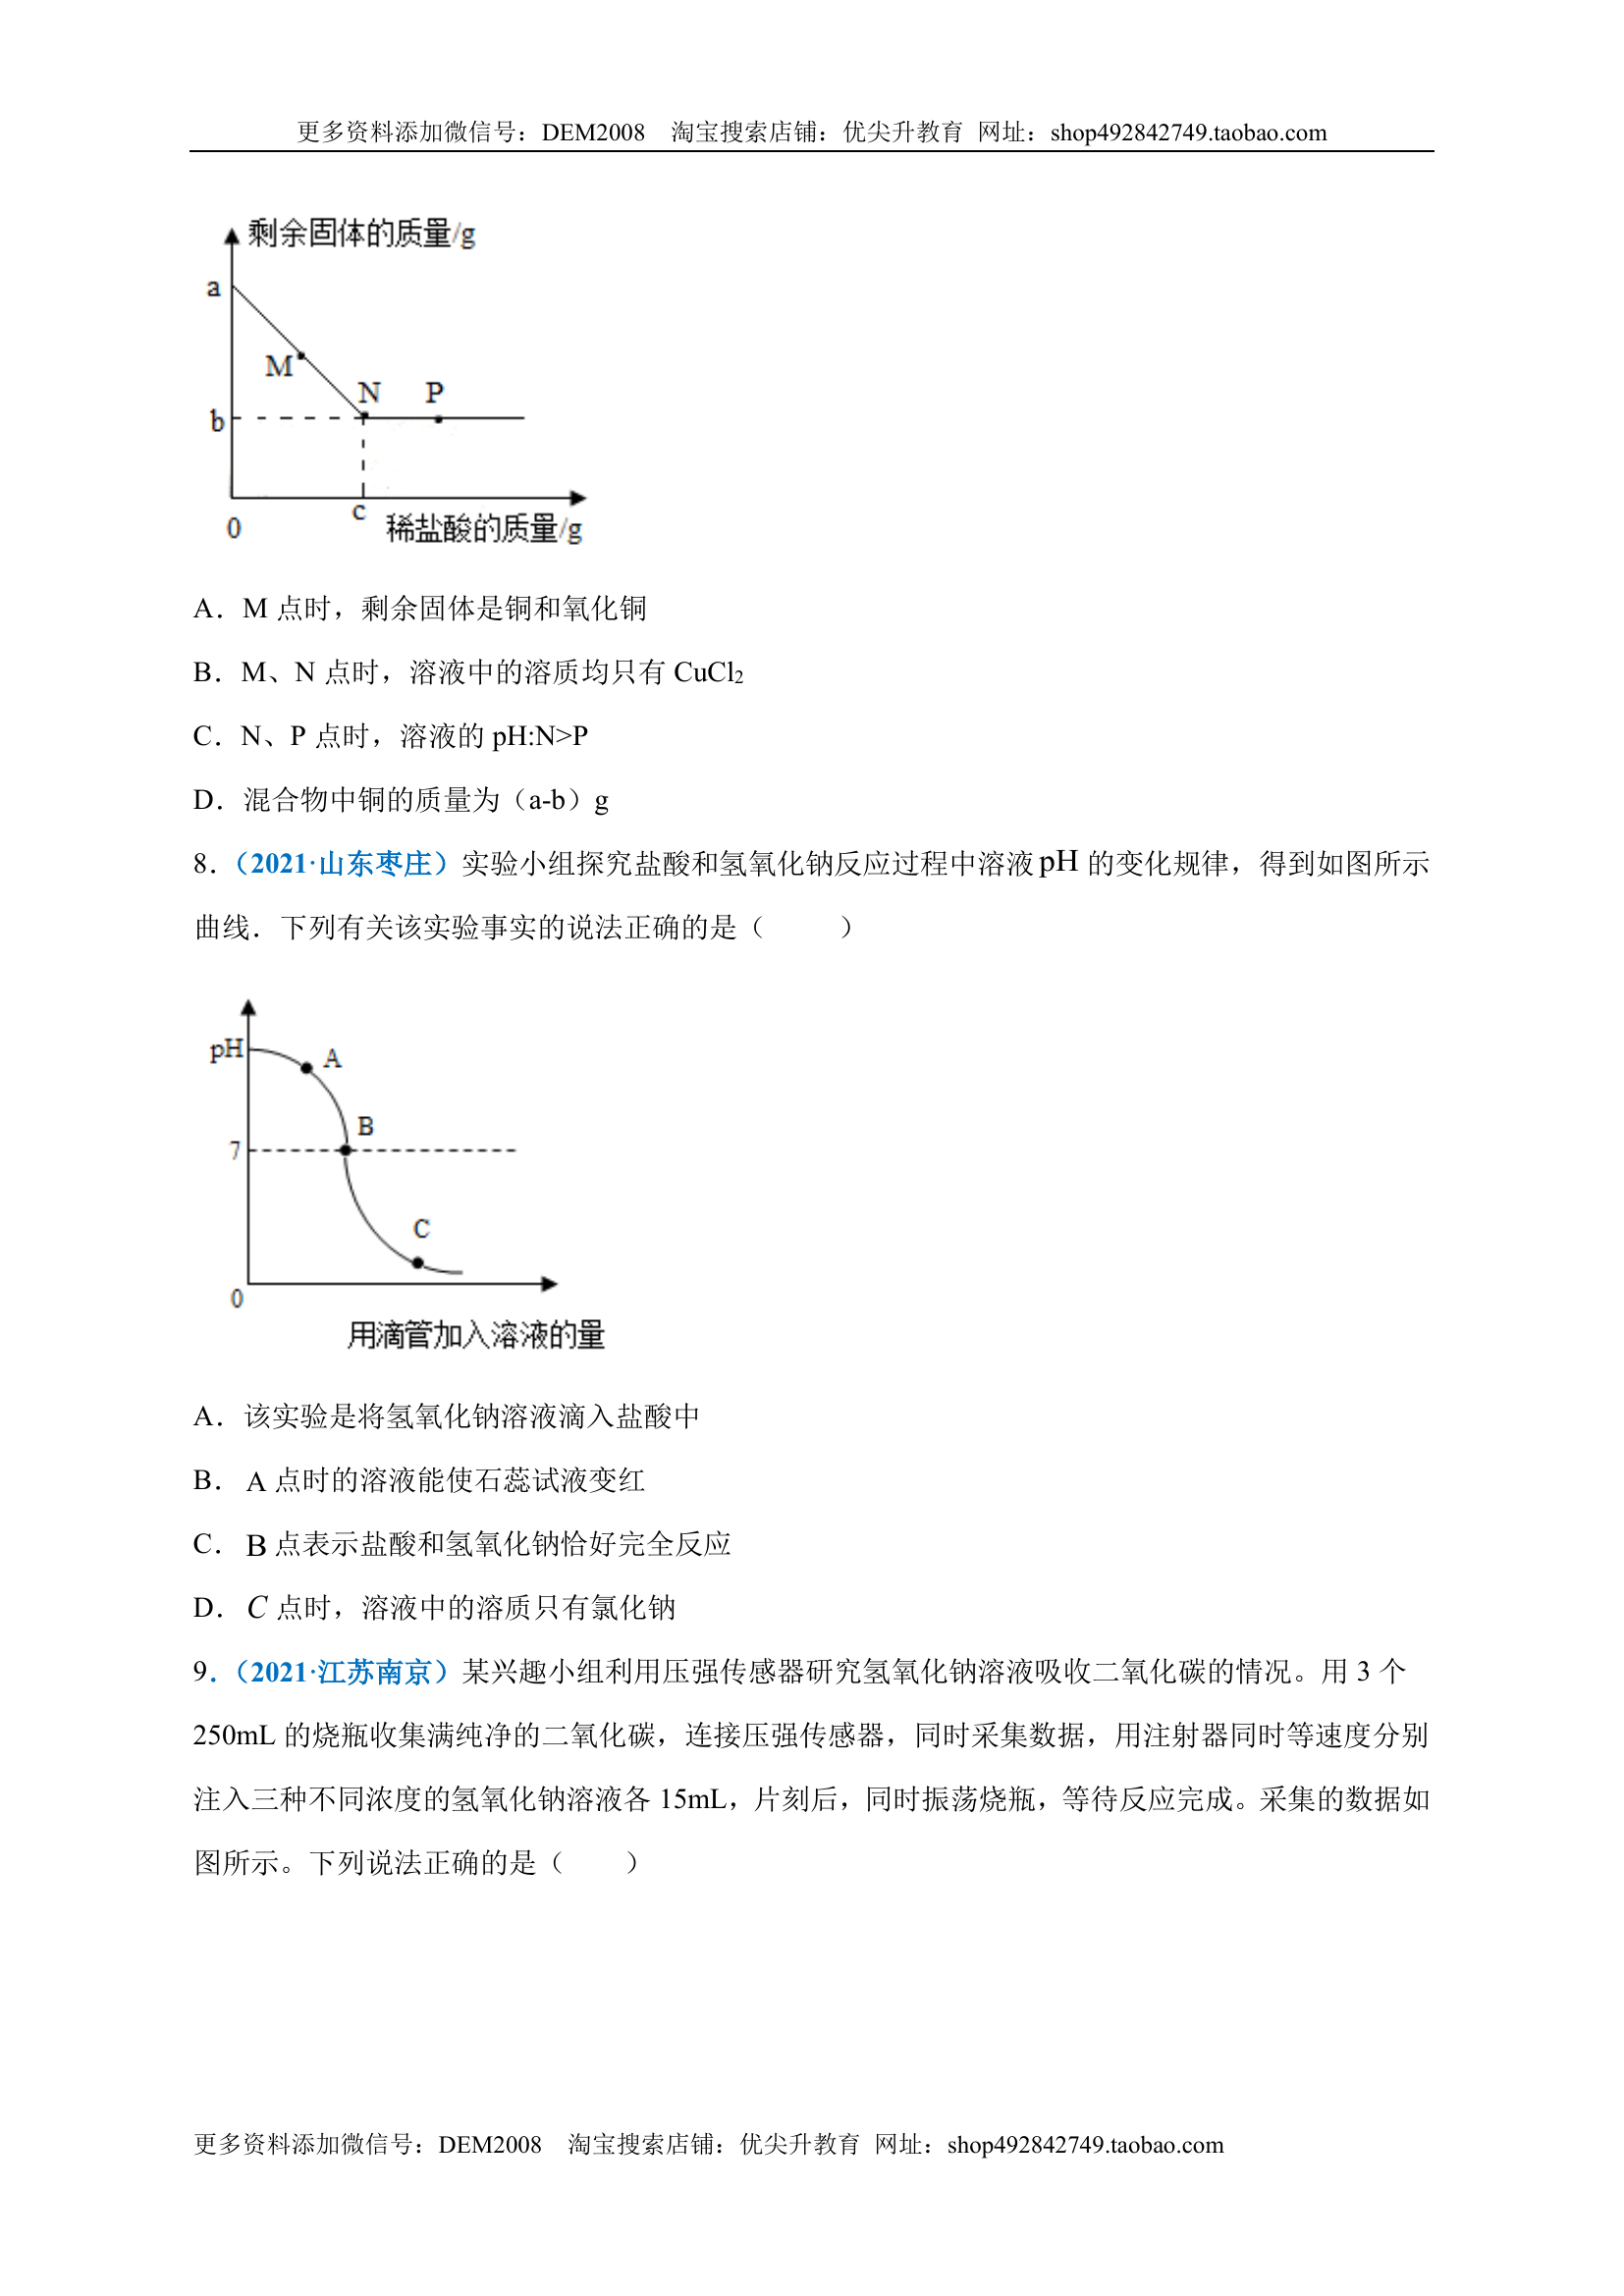 更多资料添加微信号：DEM2008 淘宝搜索店铺：优尖升教育 网址：shop492842749.taobao.com
剩余固体的质量/g
a
M
N P
b
0 c 稀盐酸的质量/g
A．M 点时，剩余固体是铜和氧化铜
B．M、N 点时，溶液中的溶质均只有 CuCl₂
C．N、P 点时，溶液的 pH:N>P
D．混合物中铜的质量为（a-b）g
8．（2021·山东枣庄）实验小组探究盐酸和氢氧化钠反应过程中溶液 pH 的变化规律，得到如图所示
曲线．下列有关该实验事实的说法正确的是（ ）
pH A
B
7
C
0
用滴管加入溶液的量
A．该实验是将氢氧化钠溶液滴入盐酸中
B． A 点时的溶液能使石蕊试液变红
C． B 点表示盐酸和氢氧化钠恰好完全反应
D． C 点时，溶液中的溶质只有氯化钠
9．（2021·江苏南京）某兴趣小组利用压强传感器研究氢氧化钠溶液吸收二氧化碳的情况。用 3 个
250mL 的烧瓶收集满纯净的二氧化碳，连接压强传感器，同时采集数据，用注射器同时等速度分别
注入三种不同浓度的氢氧化钠溶液各 15mL，片刻后，同时振荡烧瓶，等待反应完成。采集的数据如
图所示。下列说法正确的是（ ）
更多资料添加微信号：DEM2008 淘宝搜索店铺：优尖升教育 网址：shop492842749.taobao.com